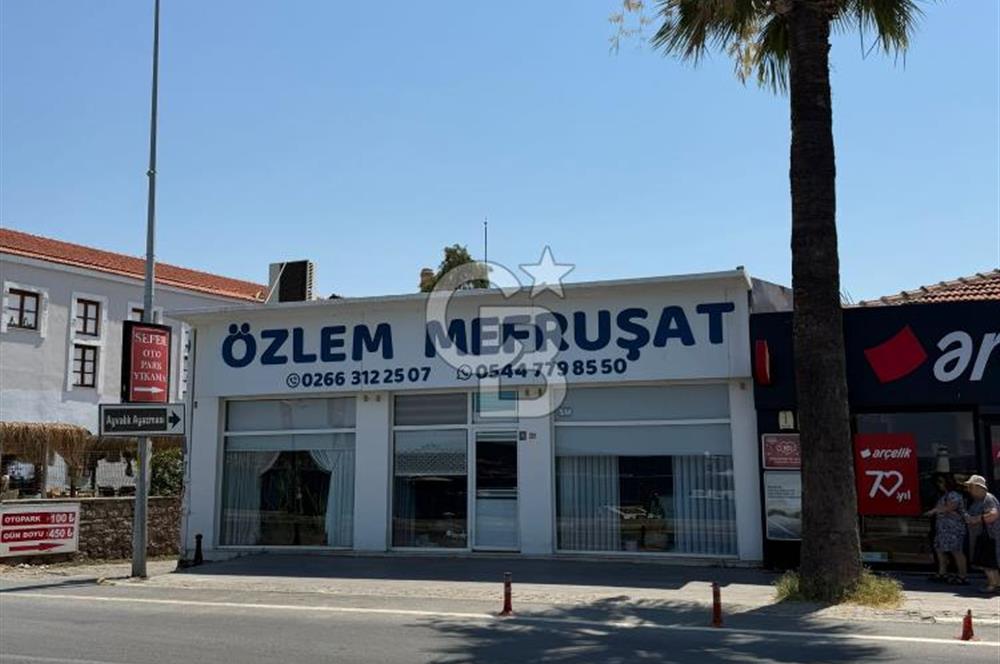 ÖZLEM MEFRUŞAT
0266 312 25 07 0544 779 85 50
SEFER
OTO
PARK
YIKAMA
Ayvalık Ayazması
OTOPARK 100 ₺
GÜN BOYU 450 ₺
arçelik
70
yıl